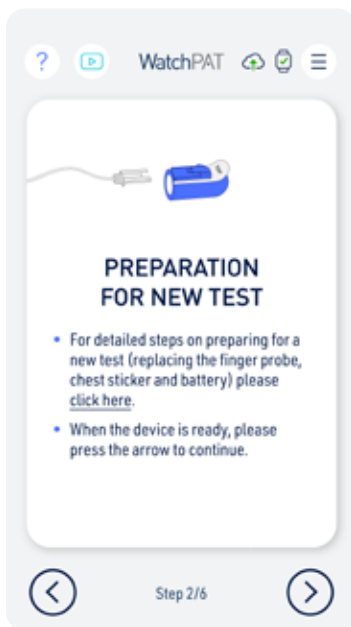 ?
WatchPAT
PREPARATION
FOR NEW TEST
• For detailed steps on preparing for a
new test (replacing the finger probe,
chest sticker and battery) please
click here.
• When the device is ready, please
press the arrow to continue.
Step 2/6